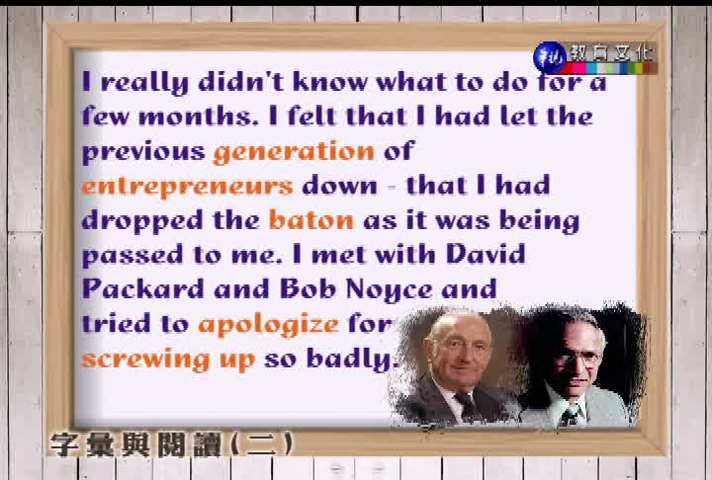 教育文化
I really didn't know what to do for a
few months. I felt that I had let the
previous generation of
entrepreneurs down - that I had
dropped the baton as it was being
passed to me. I met with David
Packard and Bob Noyce and
tried to apologize for
screwing up so badly.
字彙與閱讀(二)